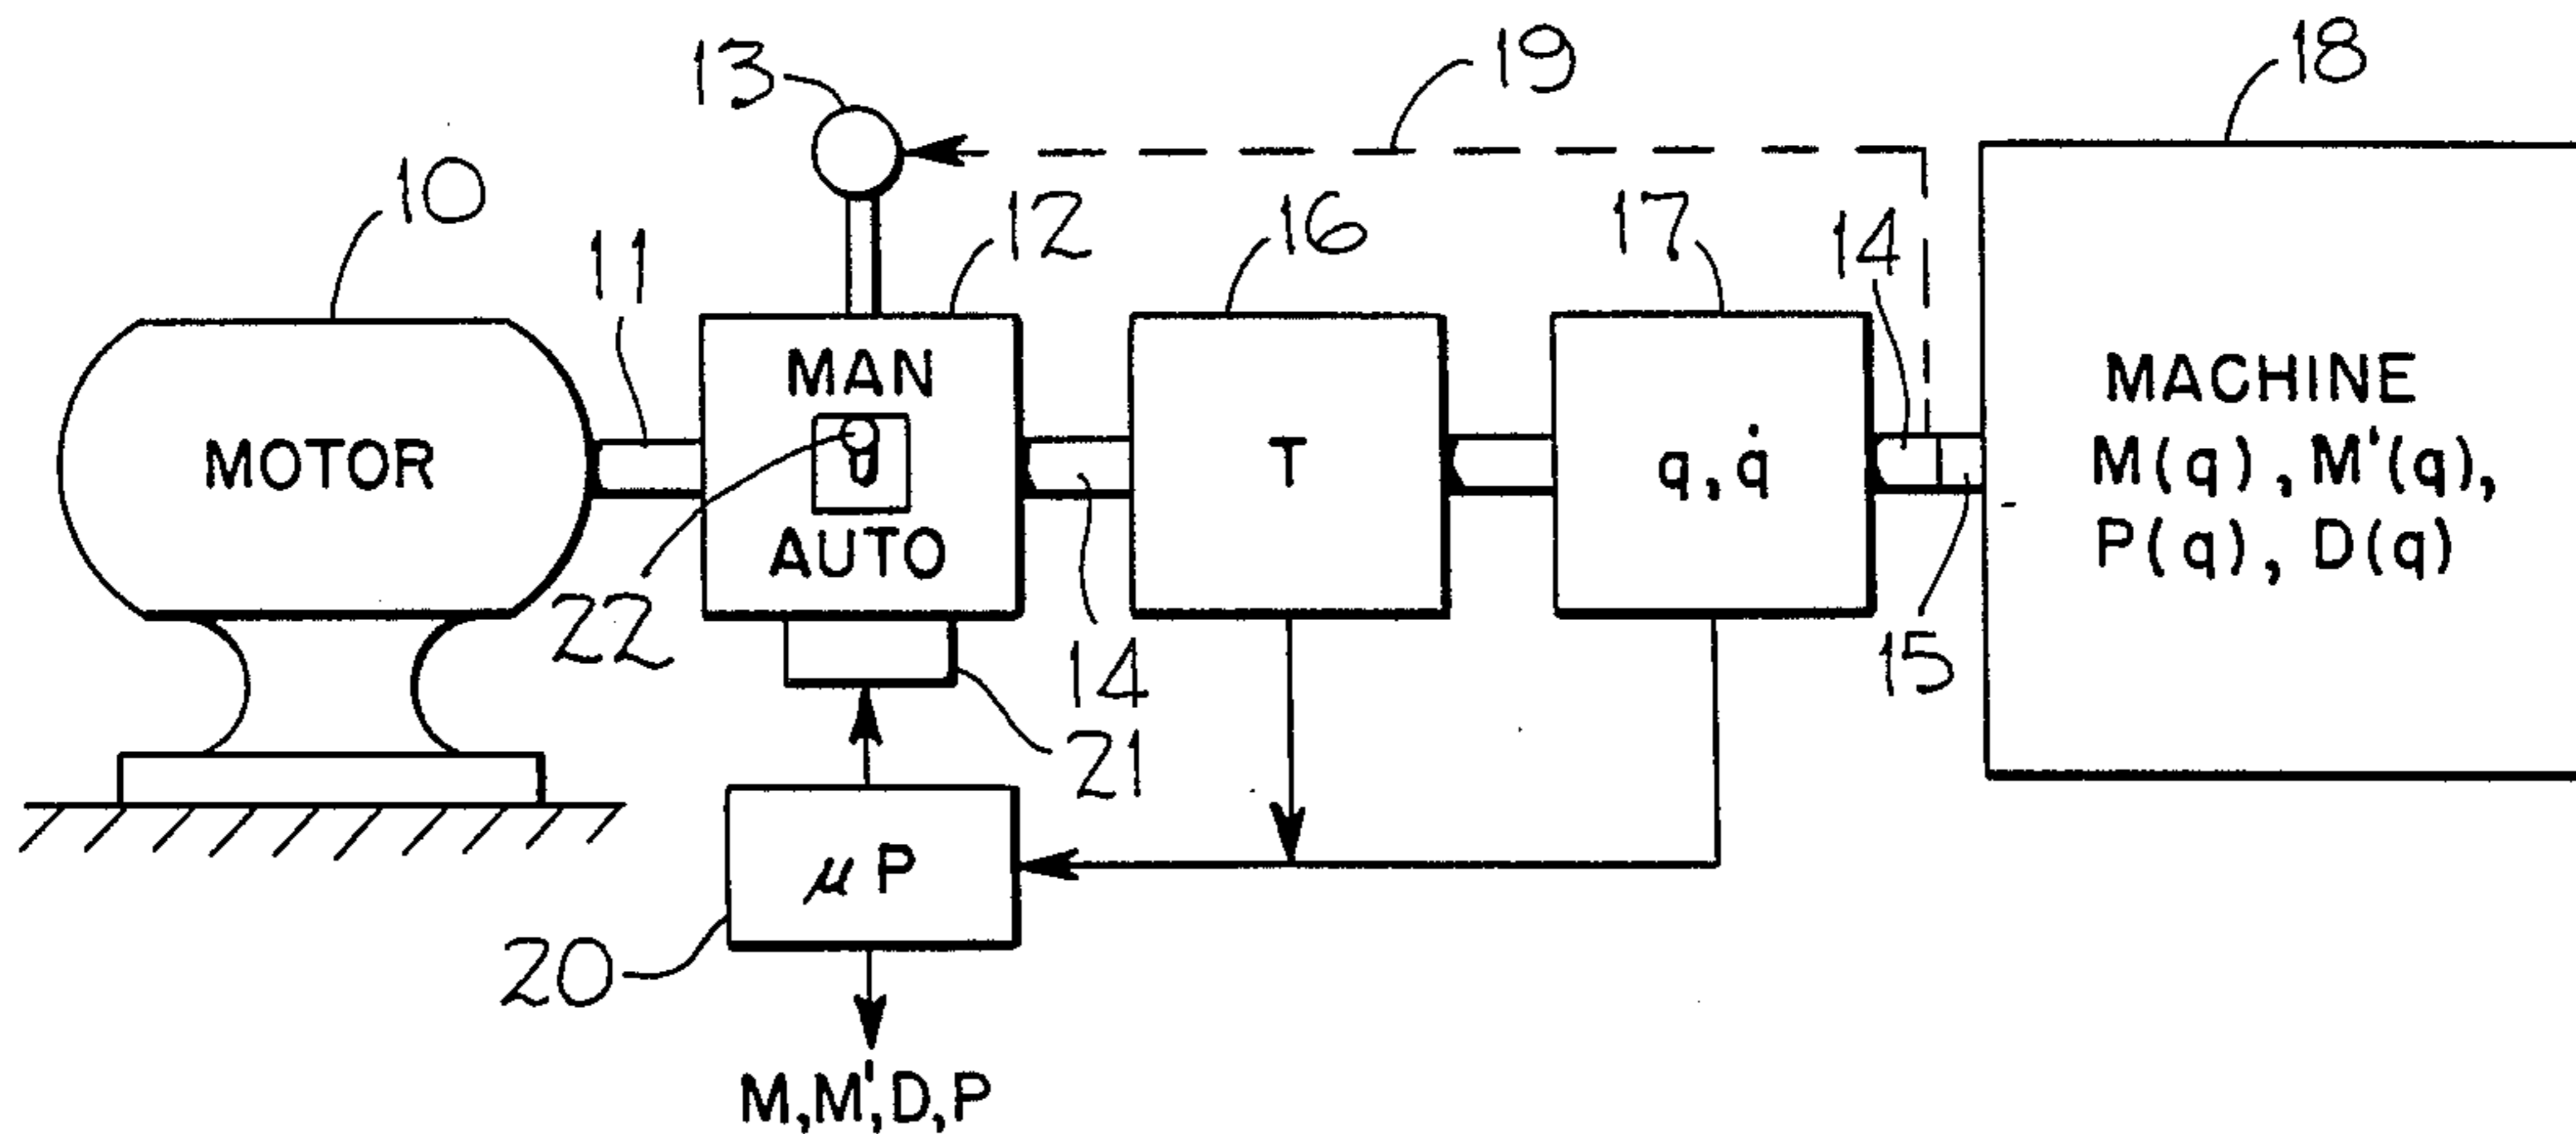 13
19
18
10
11
12
16
17
14
MOTOR
MAN
AUTO
T
q, q̇
MACHINE
M(q), M'(q),
P(q), D(q)
22
14
15
21
μP
20
M,M',D,P